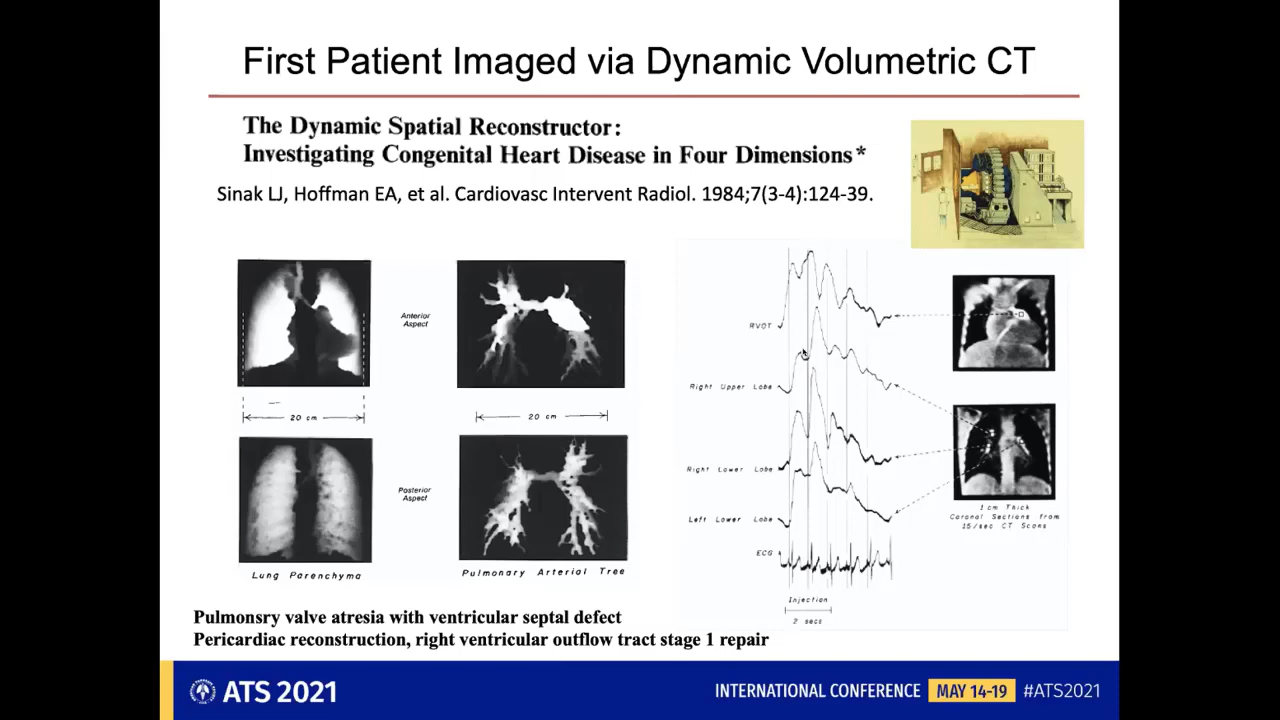 First Patient Imaged via Dynamic Volumetric CT
The Dynamic Spatial Reconstructor:
Investigating Congenital Heart Disease in Four Dimensions*
Sinak LJ, Hoffman EA, et al. Cardiovasc Intervent Radiol. 1984;7(3-4):124-39.
Anterior
Aspect
20 cm
20 cm
Posterior
Aspect
Lung Parenchyma
Pulmonary Arterial Tree
RVOT
Right Upper Lobe
Right Lower Lobe
Left Lower Lobe
ECG
Injection
2 secs
1 cm Thick
Coronal Sections from
15/sec CT Scans
Pulmonsry valve atresia with ventricular septal defect
Pericardiac reconstruction, right ventricular outflow tract stage 1 repair
ATS 2021
INTERNATIONAL CONFERENCE MAY 14-19 #ATS2021